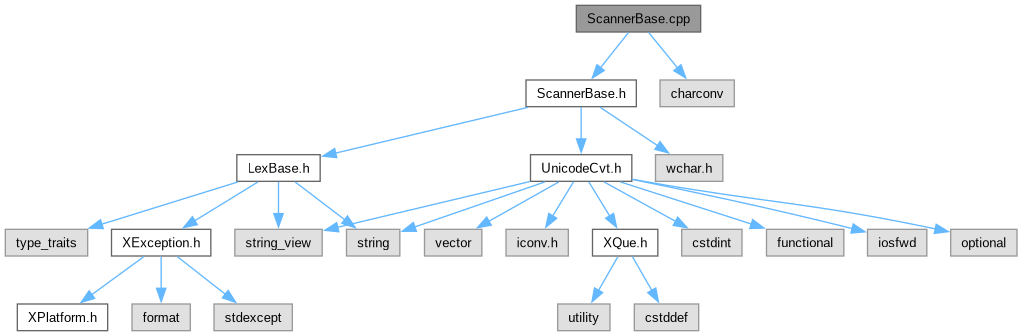 ScannerBase.cpp
ScannerBase.h
charconv
LexBase.h
UnicodeCvt.h
wchar.h
type_traits
XException.h
string_view
string
vector
iconv.h
XQue.h
cstdint
functional
iosfwd
optional
XPlatform.h
format
stdexcept
utility
cstddef